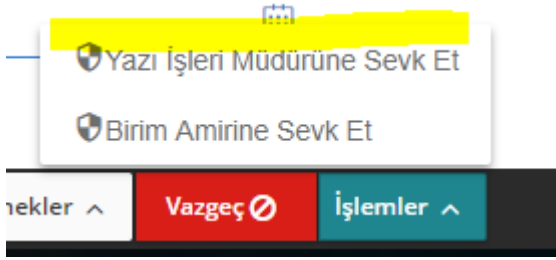 Yazı İşleri Müdürüne Sevk Et
Birim Amirine Sevk Et
Vazgeç
İşlemler